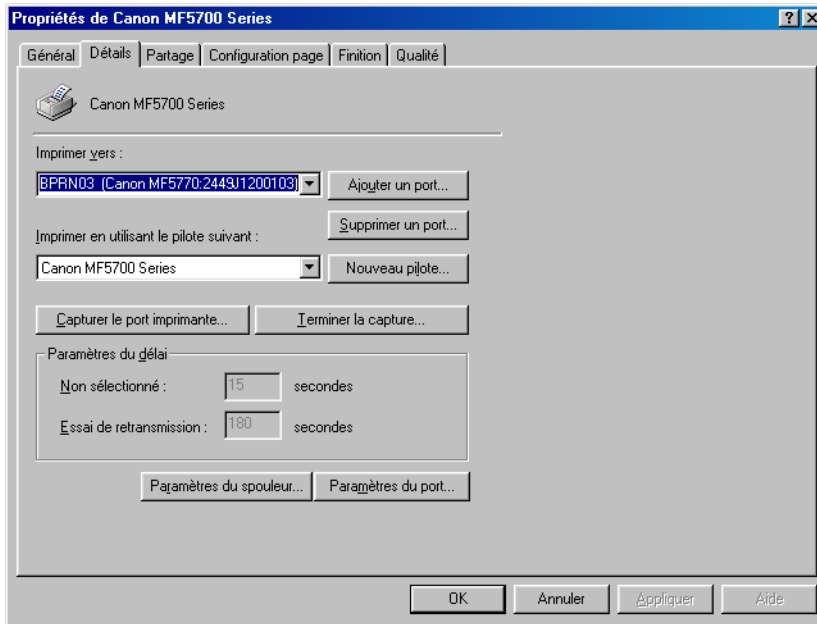 Propriétés de Canon MF5700 Series
Général Détails Partage Configuration page Finition Qualité
Canon MF5700 Series
Imprimer vers :
BPRN03 (Canon MF5770:2449J1200103) Ajouter un port...
Supprimer un port...
Imprimer en utilisant le pilote suivant :
Canon MF5700 Series Nouveau pilote...
Capturer le port imprimante... Terminer la capture...
Paramètres du délai
Non sélectionné : 15 secondes
Essai de retransmission : 180 secondes
Paramètres du spouleur... Paramètres du port...
OK Annuler Appliquer Aide